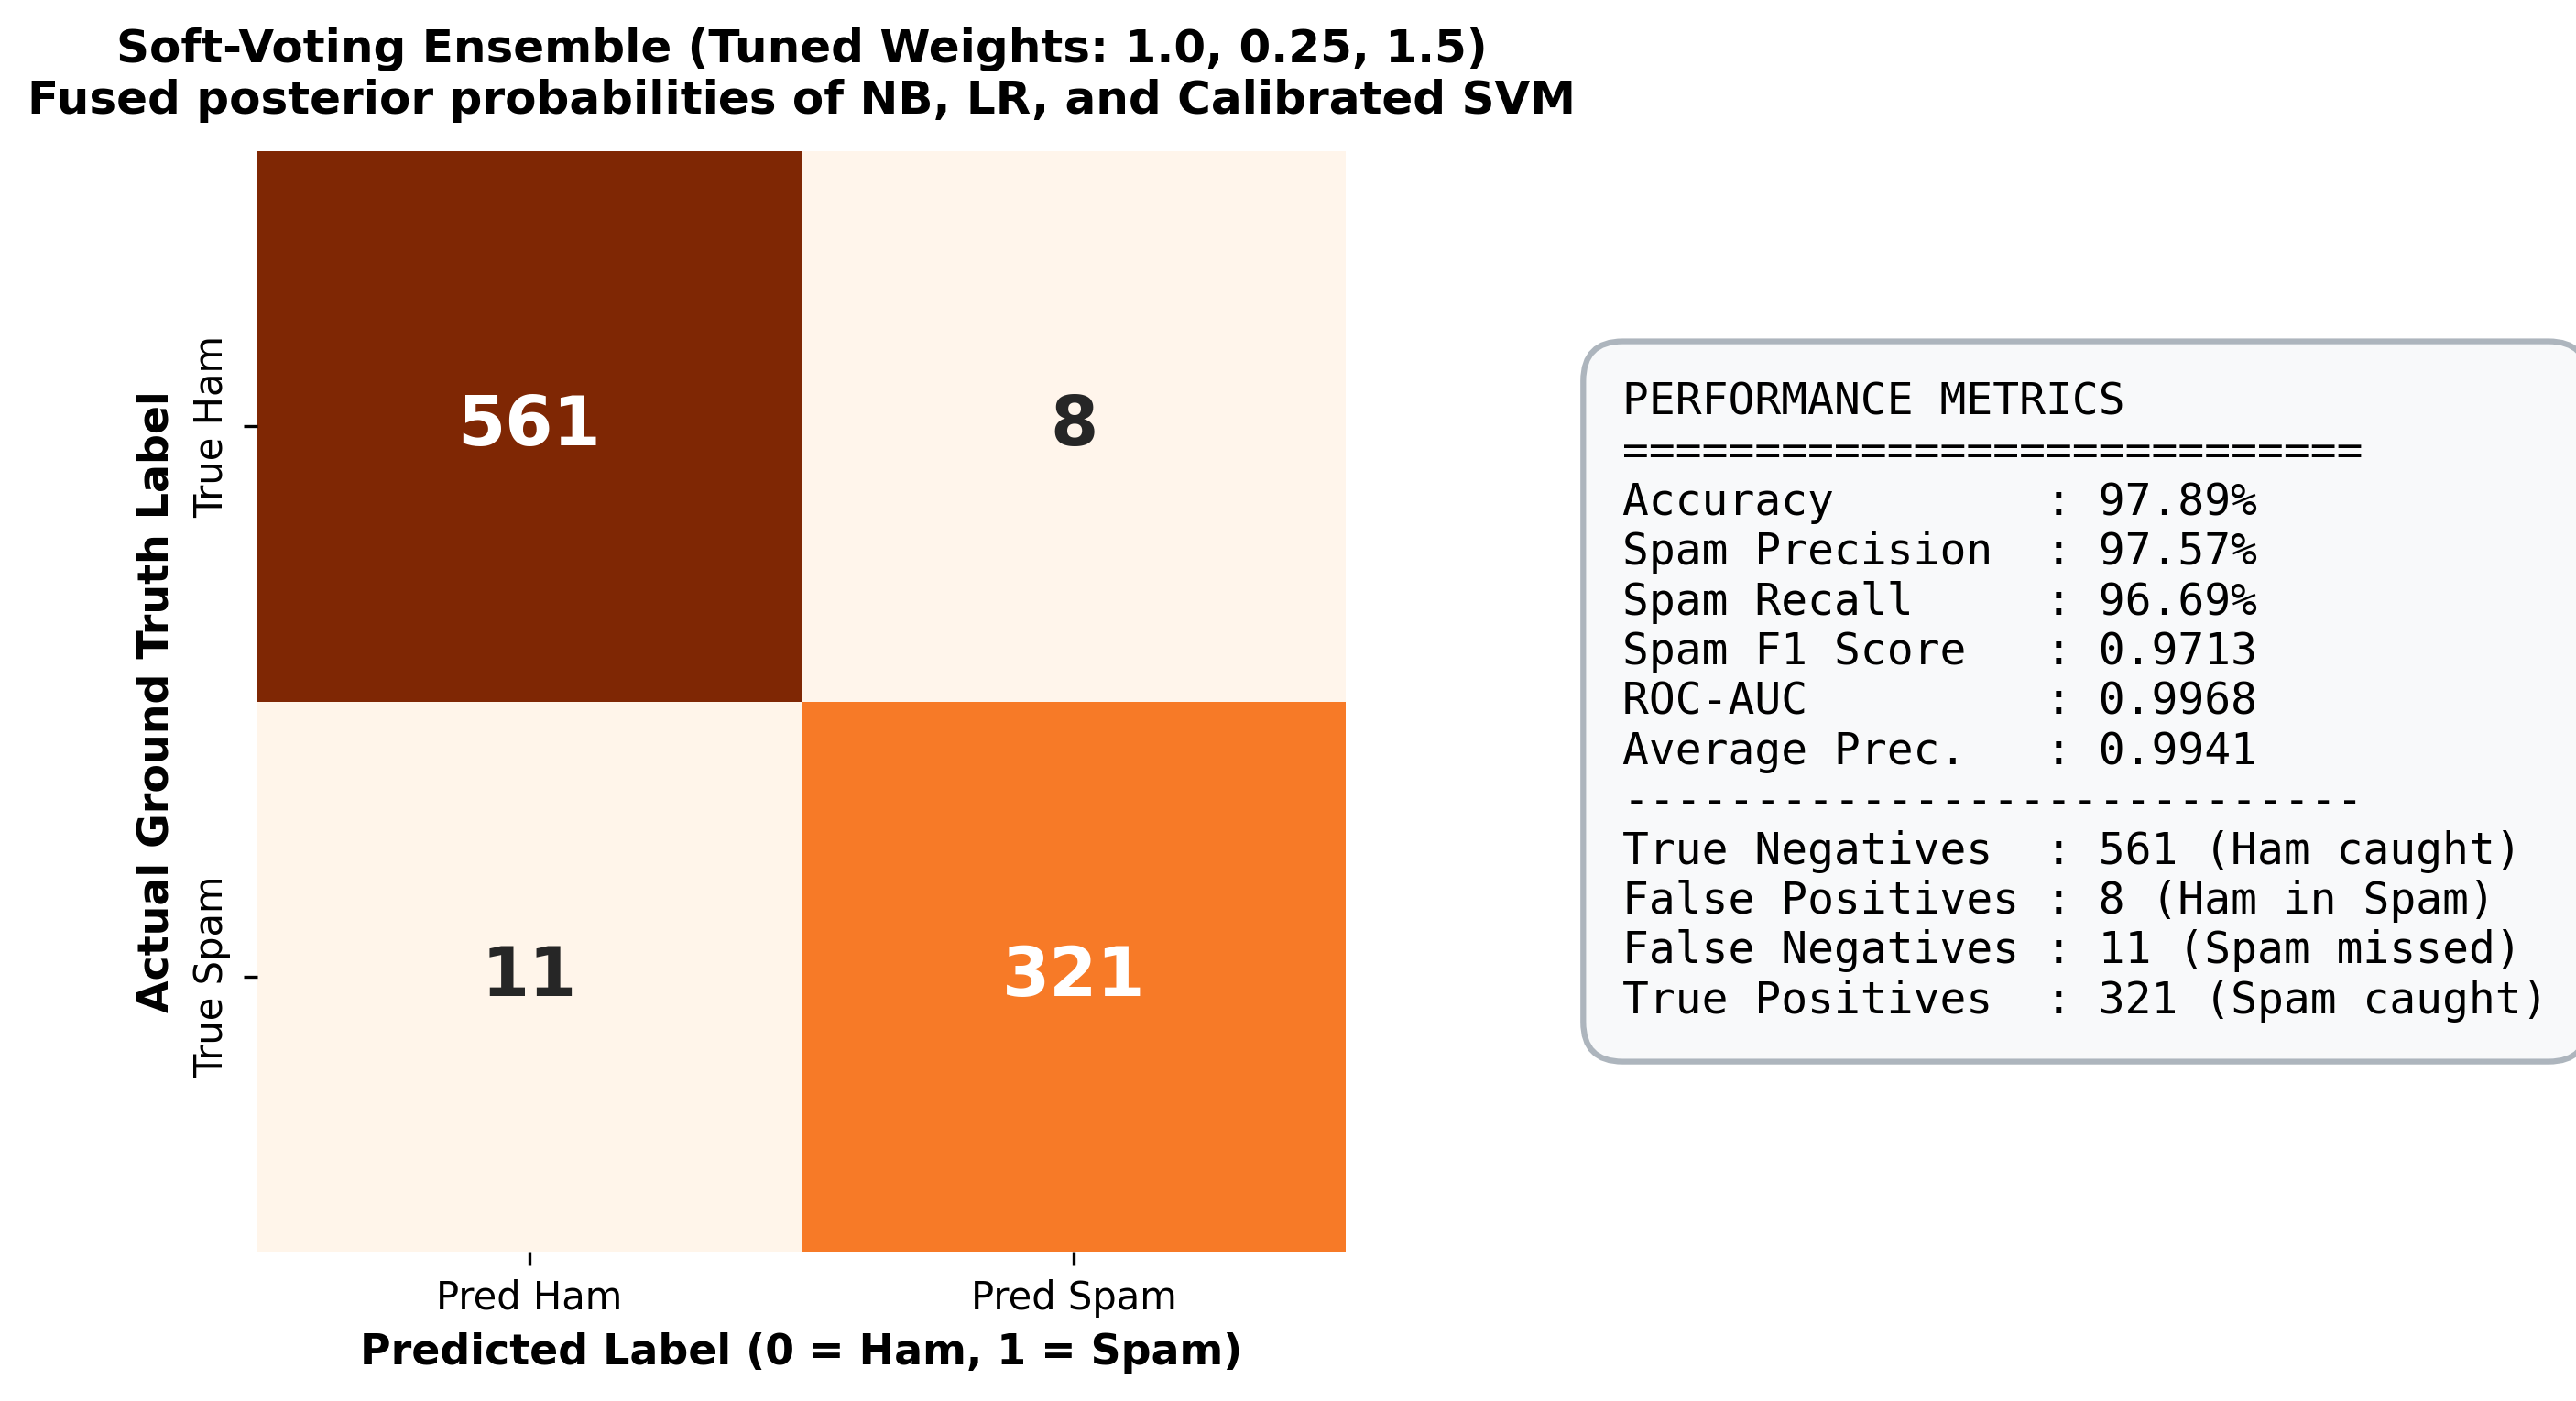 Soft-Voting Ensemble (Tuned Weights: 1.0, 0.25, 1.5)
Fused posterior probabilities of NB, LR, and Calibrated SVM
Actual Ground Truth Label
True Ham
561
8
True Spam
11
321
Pred Ham
Pred Spam
Predicted Label (0 = Ham, 1 = Spam)
PERFORMANCE METRICS
============================
Accuracy        : 97.89%
Spam Precision  : 97.57%
Spam Recall     : 96.69%
Spam F1 Score   : 0.9713
ROC-AUC         : 0.9968
Average Prec.   : 0.9941
----------------------------
True Negatives  : 561 (Ham caught)
False Positives : 8 (Ham in Spam)
False Negatives : 11 (Spam missed)
True Positives  : 321 (Spam caught)